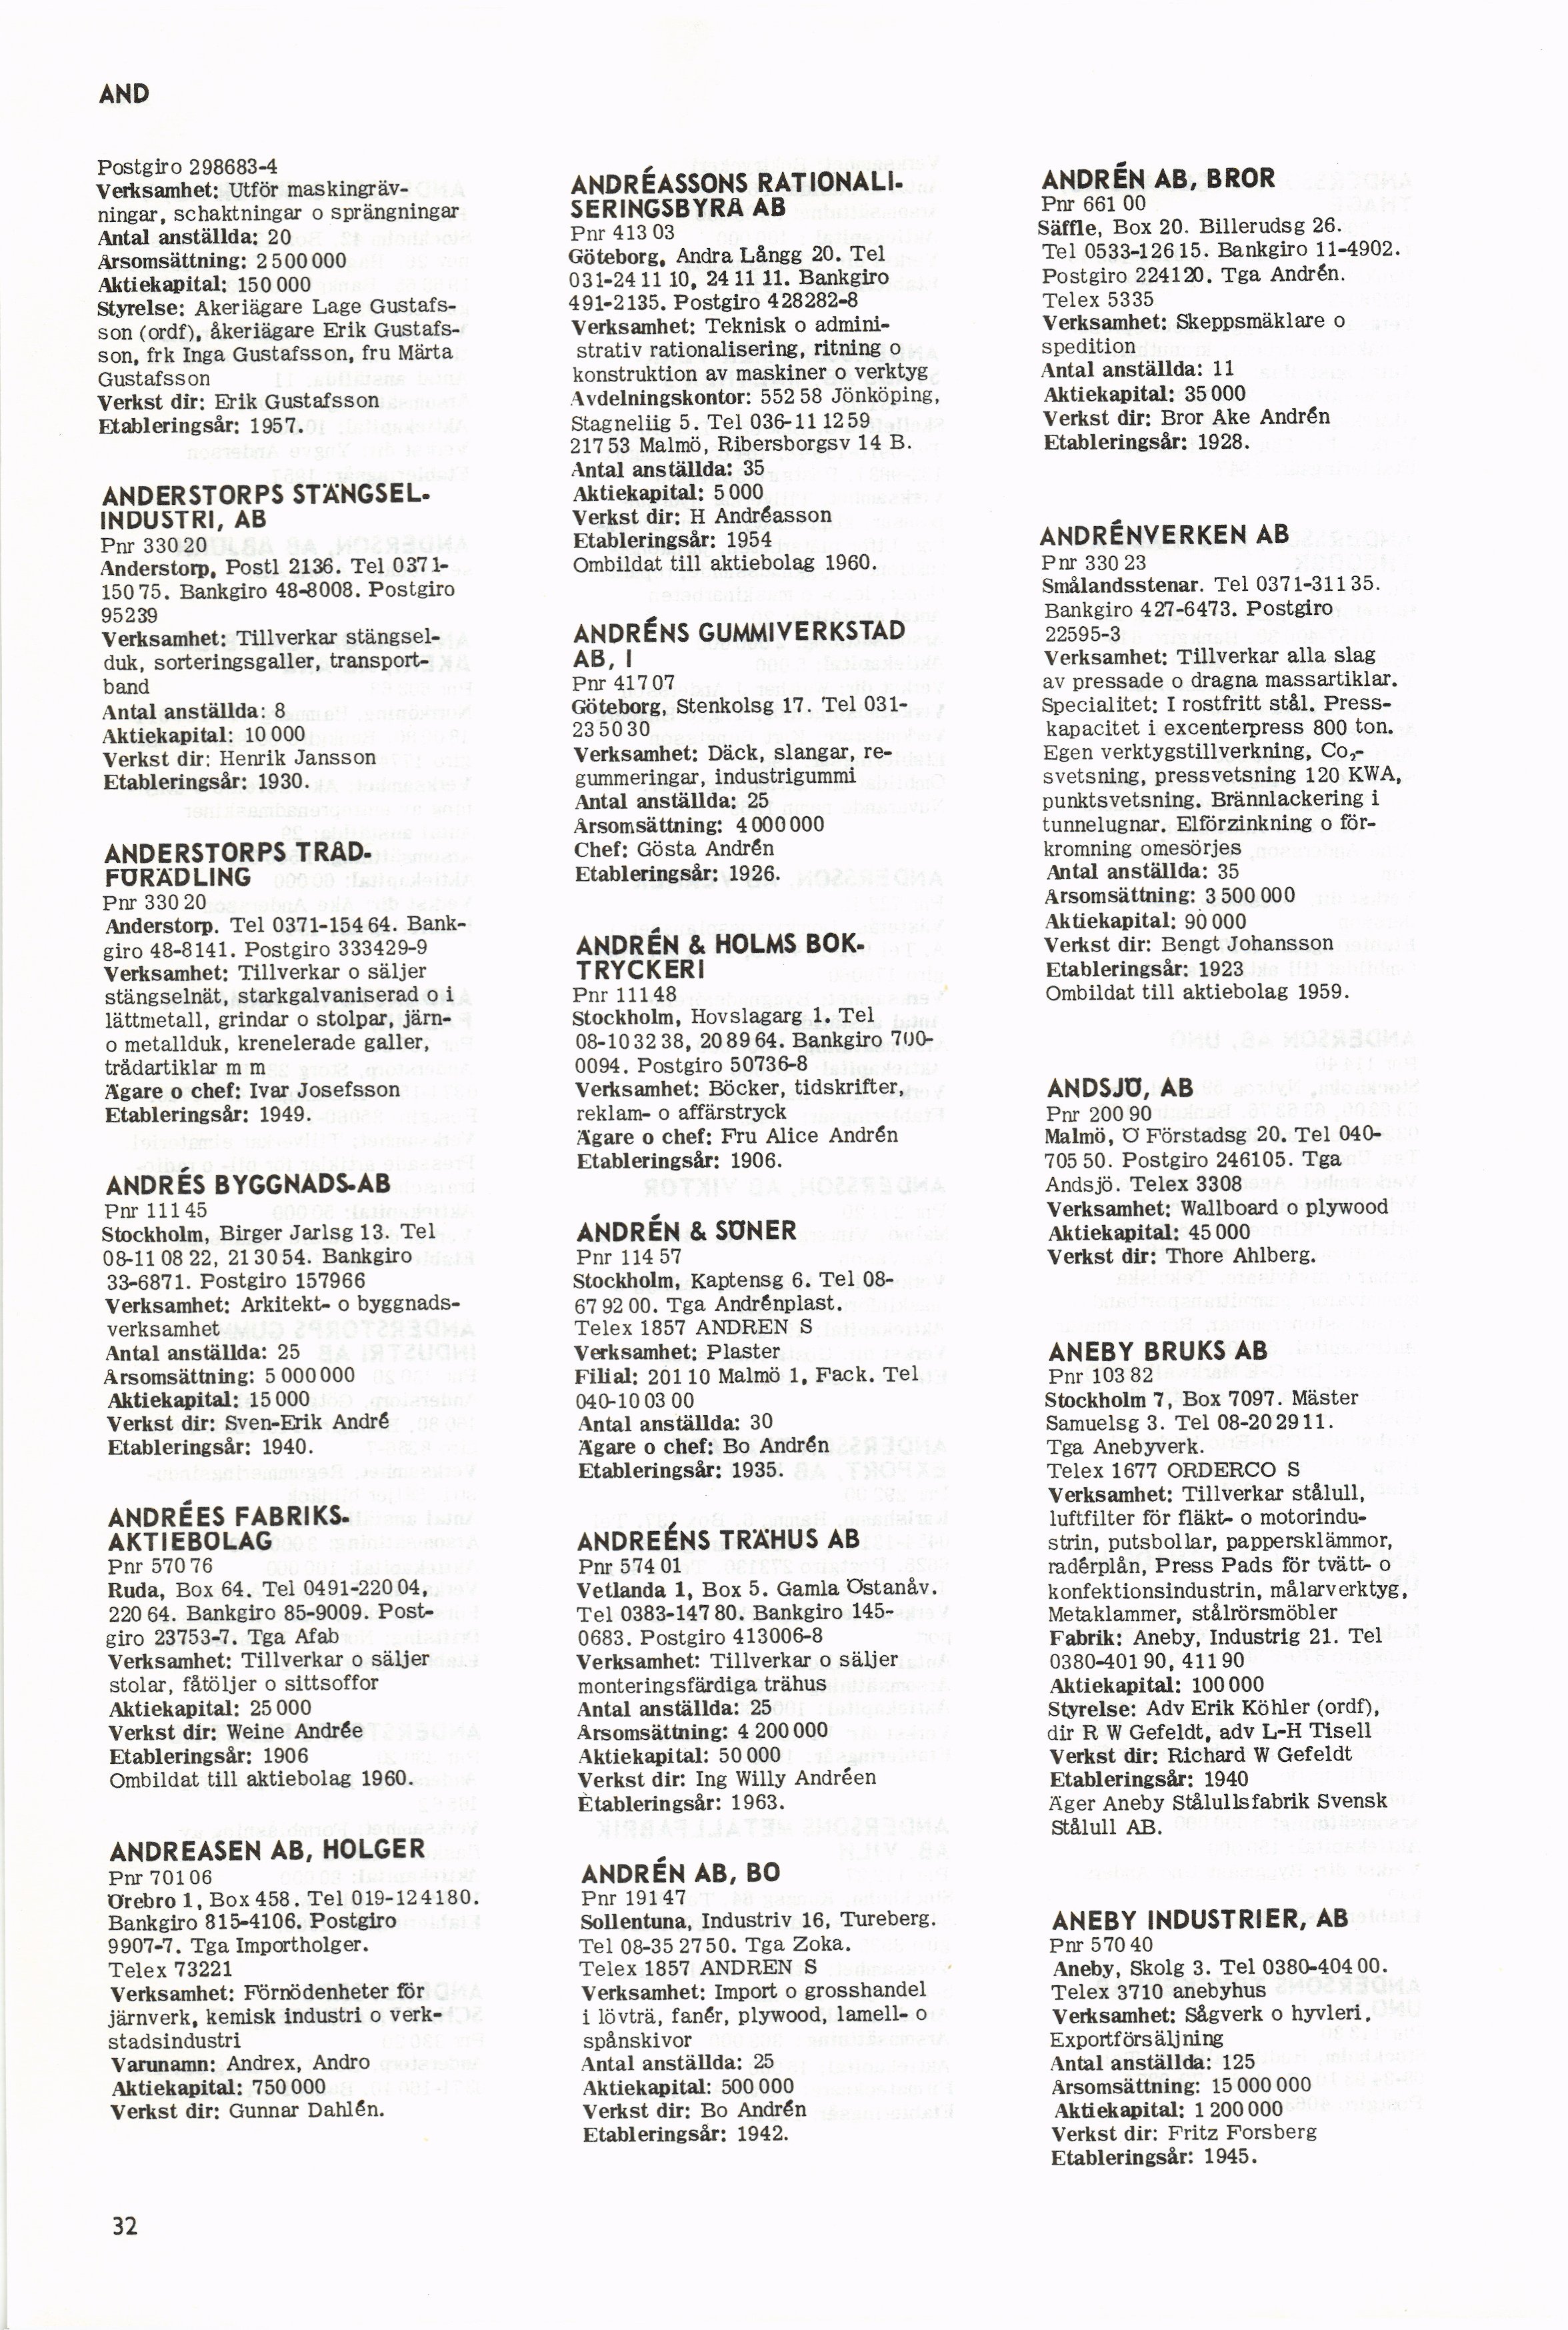 AND
Postgiro 298683-4
Verksamhet: Utför maskingräv-
ningar, schaktningar o sprängningar
Antal anställda: 20
Årsomsättning: 2 500 000
Aktiekapital: 150 000
Styrelse: Åkeriägare Lage Gustafs-
son (ordf), åkeriägare Erik Gustafs-
son, frk Inga Gustafsson, fru Märta
Gustafsson
Verkst dir: Erik Gustafsson
Etableringsår: 1957.
ANDERSTORPS STÄNGSEL-
INDUSTRI, AB
Pnr 330 20
Anderstorp, Postl 2136. Tel 0371-
150 75. Bankgiro 48-8008. Postgiro
95239
Verksamhet: Tillverkar stängsel-
duk, sorteringsgaller, transport-
band
Antal anställda: 8
Aktiekapital: 10 000
Verkst dir: Henrik Jansson
Etableringsår: 1930.
ANDERSTORPS TRÅD-
FÖRÄDLING
Pnr 330 20
Anderstorp. Tel 0371-154 64. Bank-
giro 48-8141. Postgiro 333429-9
Verksamhet: Tillverkar o säljer
stängselnät, starkgalvaniserad o i
lättmetall, grindar o stolpar, järn-
o metallduk, krenelerade galler,
trådartiklar m m
Ägare o chef: Ivar Josefsson
Etableringsår: 1949.
ANDRÉS BYGGNADS-AB
Pnr 111 45
Stockholm, Birger Jarlsg 13. Tel
08-11 08 22, 21 30 54. Bankgiro
33-6871. Postgiro 157966
Verksamhet: Arkitekt- o byggnads-
verksamhet
Antal anställda: 25
Årsomsättning: 5 000 000
Aktiekapital: 15 000
Verkst dir: Sven-Erik André
Etableringsår: 1940.
ANDRÉES FABRIKS-
AKTIEBOLAG
Pnr 570 76
Ruda, Box 64. Tel 0491-220 04,
220 64. Bankgiro 85-9009. Post-
giro 23753-7. Tga Afab
Verksamhet: Tillverkar o säljer
stolar, fåtöljer o sittsoffor
Aktiekapital: 25 000
Verkst dir: Weine Andrée
Etableringsår: 1906
Ombildat till aktiebolag 1960.
ANDREASEN AB, HOLGER
Pnr 701 06
Örebro 1, Box 458. Tel 019-12 41 80.
Bankgiro 815-4106. Postgiro
9907-7. Tga Importholger.
Telex 73221
Verksamhet: Förnödenheter för
järnverk, kemisk industri o verk-
stadsindustri
Varunamn: Andrex, Andro
Aktiekapital: 750 000
Verkst dir: Gunnar Dahlén.
32
ANDRÉASSONS RATIONALI-
SERINGSBYRÅ AB
Pnr 413 03
Göteborg, Andra Långg 20. Tel
031-24 11 10, 24 11 11. Bankgiro
491-2135. Postgiro 428282-8
Verksamhet: Teknisk o admini-
strativ rationalisering, ritning o
konstruktion av maskiner o verktyg
Avdelningskontor: 552 58 Jönköping,
Stagneliig 5. Tel 036-11 12 59
217 53 Malmö, Ribersborgsv 14 B.
Antal anställda: 35
Aktiekapital: 5 000
Verkst dir: H Andréasson
Etableringsår: 1954
Ombildat till aktiebolag 1960.
ANDRÉNS GUMMIVERKSTAD
AB, I
Pnr 417 07
Göteborg, Stenkolsg 17. Tel 031-
23 50 30
Verksamhet: Däck, slangar, re-
gummeringar, industrigummi
Antal anställda: 25
Årsomsättning: 4 000 000
Chef: Gösta Andrén
Etableringsår: 1926.
ANDRÉN & HOLMS BOK-
TRYCKERI
Pnr 111 48
Stockholm, Hovslagarg 1. Tel
08-10 32 38, 20 89 64. Bankgiro 700-
0094. Postgiro 50736-8
Verksamhet: Böcker, tidskrifter,
reklam- o affärstryck
Ägare o chef: Fru Alice Andrén
Etableringsår: 1906.
ANDRÉN & SÖNER
Pnr 114 57
Stockholm, Kaptensg 6. Tel 08-
67 92 00. Tga Andrénplast.
Telex 1857 ANDREN S
Verksamhet: Plaster
Filial: 201 10 Malmö 1, Fack. Tel
040-10 03 00
Antal anställda: 30
Ägare o chef: Bo Andrén
Etableringsår: 1935.
ANDREÉNS TRÄHUS AB
Pnr 574 01
Vetlanda 1, Box 5. Gamla Östanåv.
Tel 0383-147 80. Bankgiro 145-
0683. Postgiro 413006-8
Verksamhet: Tillverkar o säljer
monteringsfärdiga trähus
Antal anställda: 25
Årsomsättning: 4 200 000
Aktiekapital: 50 000
Verkst dir: Ing Willy Andréen
Etableringsår: 1963.
ANDRÉN AB, BO
Pnr 191 47
Sollentuna, Industriv 16, Tureberg.
Tel 08-35 27 50. Tga Zoka.
Telex 1857 ANDREN S
Verksamhet: Import o grosshandel
i lövträ, fanér, plywood, lamell- o
spånskivor
Antal anställda: 25
Aktiekapital: 500 000
Verkst dir: Bo Andrén
Etableringsår: 1942.
ANDRÉN AB, BROR
Pnr 661 00
Säffle, Box 20. Billerudsg 26.
Tel 0533-126 15. Bankgiro 11-4902.
Postgiro 224120. Tga Andrén.
Telex 5335
Verksamhet: Skeppsmäklare o
spedition
Antal anställda: 11
Aktiekapital: 35 000
Verkst dir: Bror Åke Andrén
Etableringsår: 1928.
ANDRÉNVERKEN AB
Pnr 330 23
Smålandsstenar. Tel 0371-311 35.
Bankgiro 427-6473. Postgiro
22595-3
Verksamhet: Tillverkar alla slag
av pressade o dragna massartiklar.
Specialitet: I rostfritt stål. Press-
kapacitet i excenterpress 800 ton.
Egen verktygstillverkning, Co₂-
svetsning, pressvetsning 120 KWA,
punktsvetsning. Brännlackering i
tunnelugnar. Elförzinkning o för-
kromning omesörjes
Antal anställda: 35
Årsomsättning: 3 500 000
Aktiekapital: 90 000
Verkst dir: Bengt Johansson
Etableringsår: 1923
Ombildat till aktiebolag 1959.
ANDSJÖ, AB
Pnr 200 90
Malmö, Ö Förstadsg 20. Tel 040-
705 50. Postgiro 246105. Tga
Andsjö. Telex 3308
Verksamhet: Wallboard o plywood
Aktiekapital: 45 000
Verkst dir: Thore Ahlberg.
ANEBY BRUKS AB
Pnr 103 82
Stockholm 7, Box 7097. Mäster
Samuelsg 3. Tel 08-20 29 11.
Tga Anebyverk.
Telex 1677 ORDERCO S
Verksamhet: Tillverkar stålull,
luftfilter för fläkt- o motorindu-
strin, putsbollar, pappersklämmor,
radérplån, Press Pads för tvätt- o
konfektionsindustrin, målarverktyg,
Metaklammer, stålrörsmöbler
Fabrik: Aneby, Industrig 21. Tel
0380-401 90, 411 90
Aktiekapital: 100 000
Styrelse: Adv Erik Köhler (ordf),
dir R W Gefeldt, adv L-H Tisell
Verkst dir: Richard W Gefeldt
Etableringsår: 1940
Äger Aneby Stålullsfabrik Svensk
Stålull AB.
ANEBY INDUSTRIER, AB
Pnr 570 40
Aneby, Skolg 3. Tel 0380-404 00.
Telex 3710 anebyhus
Verksamhet: Sågverk o hyvleri.
Exportförsäljning
Antal anställda: 125
Årsomsättning: 15 000 000
Aktiekapital: 1 200 000
Verkst dir: Fritz Forsberg
Etableringsår: 1945.